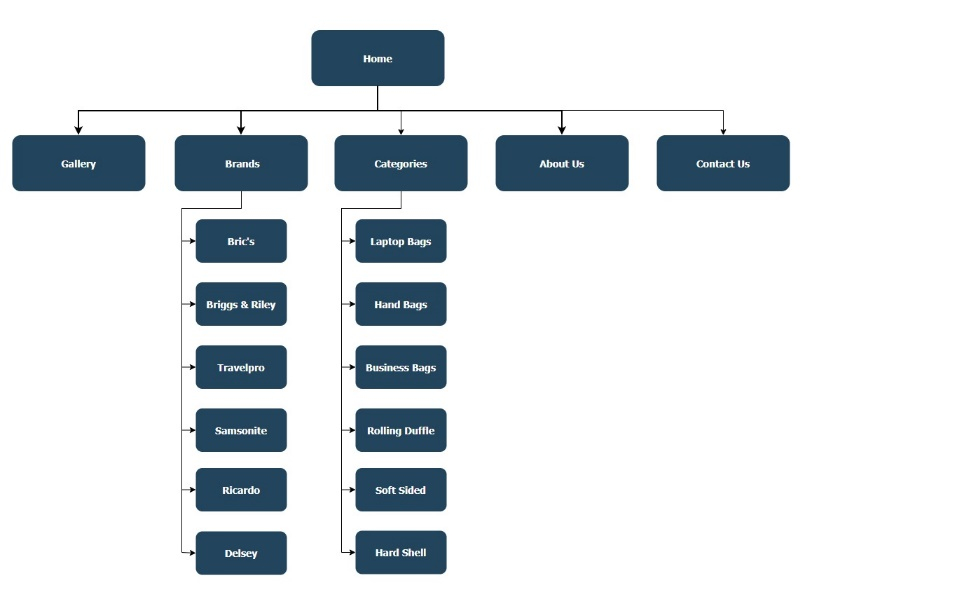 Home
Gallery
Brands
Categories
About Us
Contact Us
Bric's
Laptop Bags
Briggs & Riley
Hand Bags
Travelpro
Business Bags
Samsonite
Rolling Duffle
Ricardo
Soft Sided
Delsey
Hard Shell